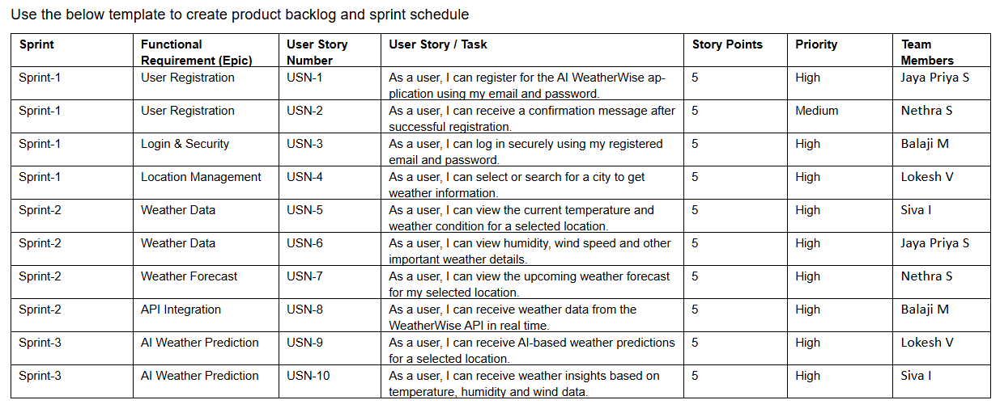 Use the below template to create product backlog and sprint schedule
Sprint Functional Requirement (Epic) User Story Number User Story / Task Story Points Priority Team Members
Sprint-1 User Registration USN-1 As a user, I can register for the AI WeatherWise ap-
plication using my email and password. 5 High Jaya Priya S
Sprint-1 User Registration USN-2 As a user, I can receive a confirmation message after
successful registration. 5 Medium Nethra S
Sprint-1 Login & Security USN-3 As a user, I can log in securely using my registered
email and password. 5 High Balaji M
Sprint-1 Location Management USN-4 As a user, I can select or search for a city to get
weather information. 5 High Lokesh V
Sprint-2 Weather Data USN-5 As a user, I can view the current temperature and
weather condition for a selected location. 5 High Siva I
Sprint-2 Weather Data USN-6 As a user, I can view humidity, wind speed and other
important weather details. 5 High Jaya Priya S
Sprint-2 Weather Forecast USN-7 As a user, I can view the upcoming weather forecast
for my selected location. 5 High Nethra S
Sprint-2 API Integration USN-8 As a user, I can receive weather data from the
WeatherWise API in real time. 5 High Balaji M
Sprint-3 AI Weather Prediction USN-9 As a user, I can receive AI-based weather predictions
for a selected location. 5 High Lokesh V
Sprint-3 AI Weather Prediction USN-10 As a user, I can receive weather insights based on
temperature, humidity and wind data. 5 High Siva I